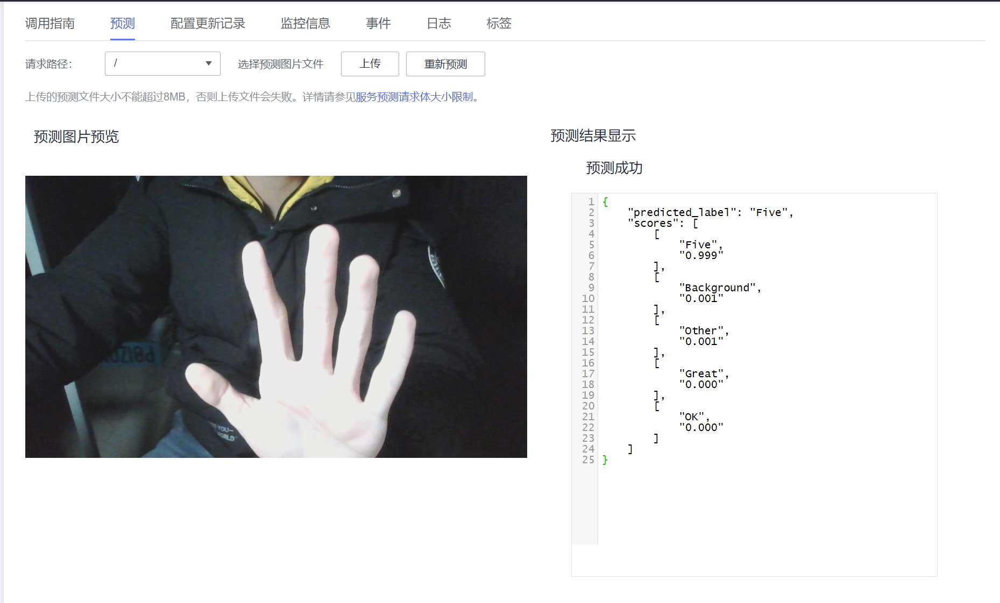 调用指南 预测 配置更新记录 监控信息 事件 日志 标签
请求路径： / 选择预测图片文件 上传 重新预测
上传的预测文件大小不能超过8MB，否则上传文件会失败。详情请参见服务预测请求体大小限制。
预测图片预览
YOU-
WORLD
预测结果显示
预测成功
1 {
2 "predicted_label": "Five",
3 "scores": [
4 [
5 "Five",
6 "0.999"
7 ],
8 [
9 "Background",
10 "0.001"
11 ],
12 [
13 "Other",
14 "0.001"
15 ],
16 [
17 "Great",
18 "0.000"
19 ],
20 [
21 "OK",
22 "0.000"
23 ]
24 ]
25 }